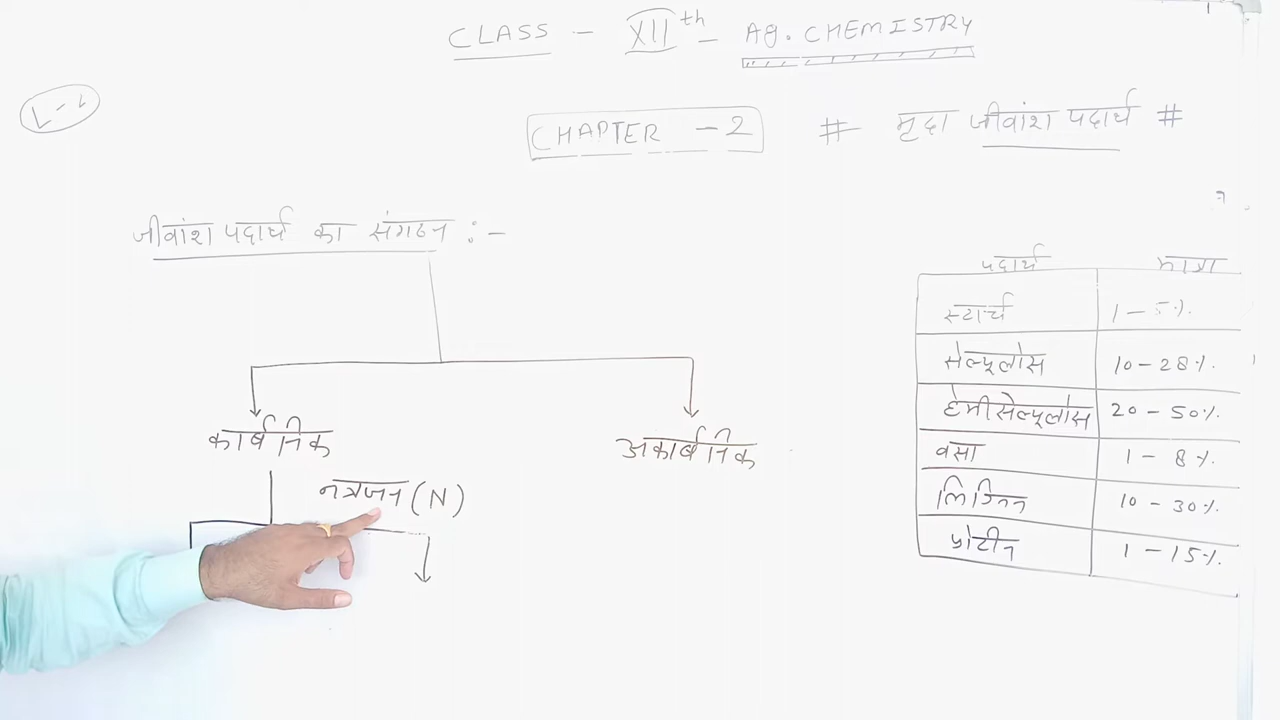 CLASS - XIIth - Ag. CHEMISTRY
CHAPTER - 2 # मृदा जीवांश पदार्थ #
जीवांश पदार्थ का संगठन :-
कार्बनिक
अकार्बनिक
नत्रजन (N)
पदार्थ मात्रा
स्टार्च 1 - 5%.
सेल्यूलोस 10 - 28%.
हेमीसेल्यूलोस 20 - 50%.
वसा 1 - 8%.
लिग्निन 10 - 30%.
प्रोटीन 1 - 15%.